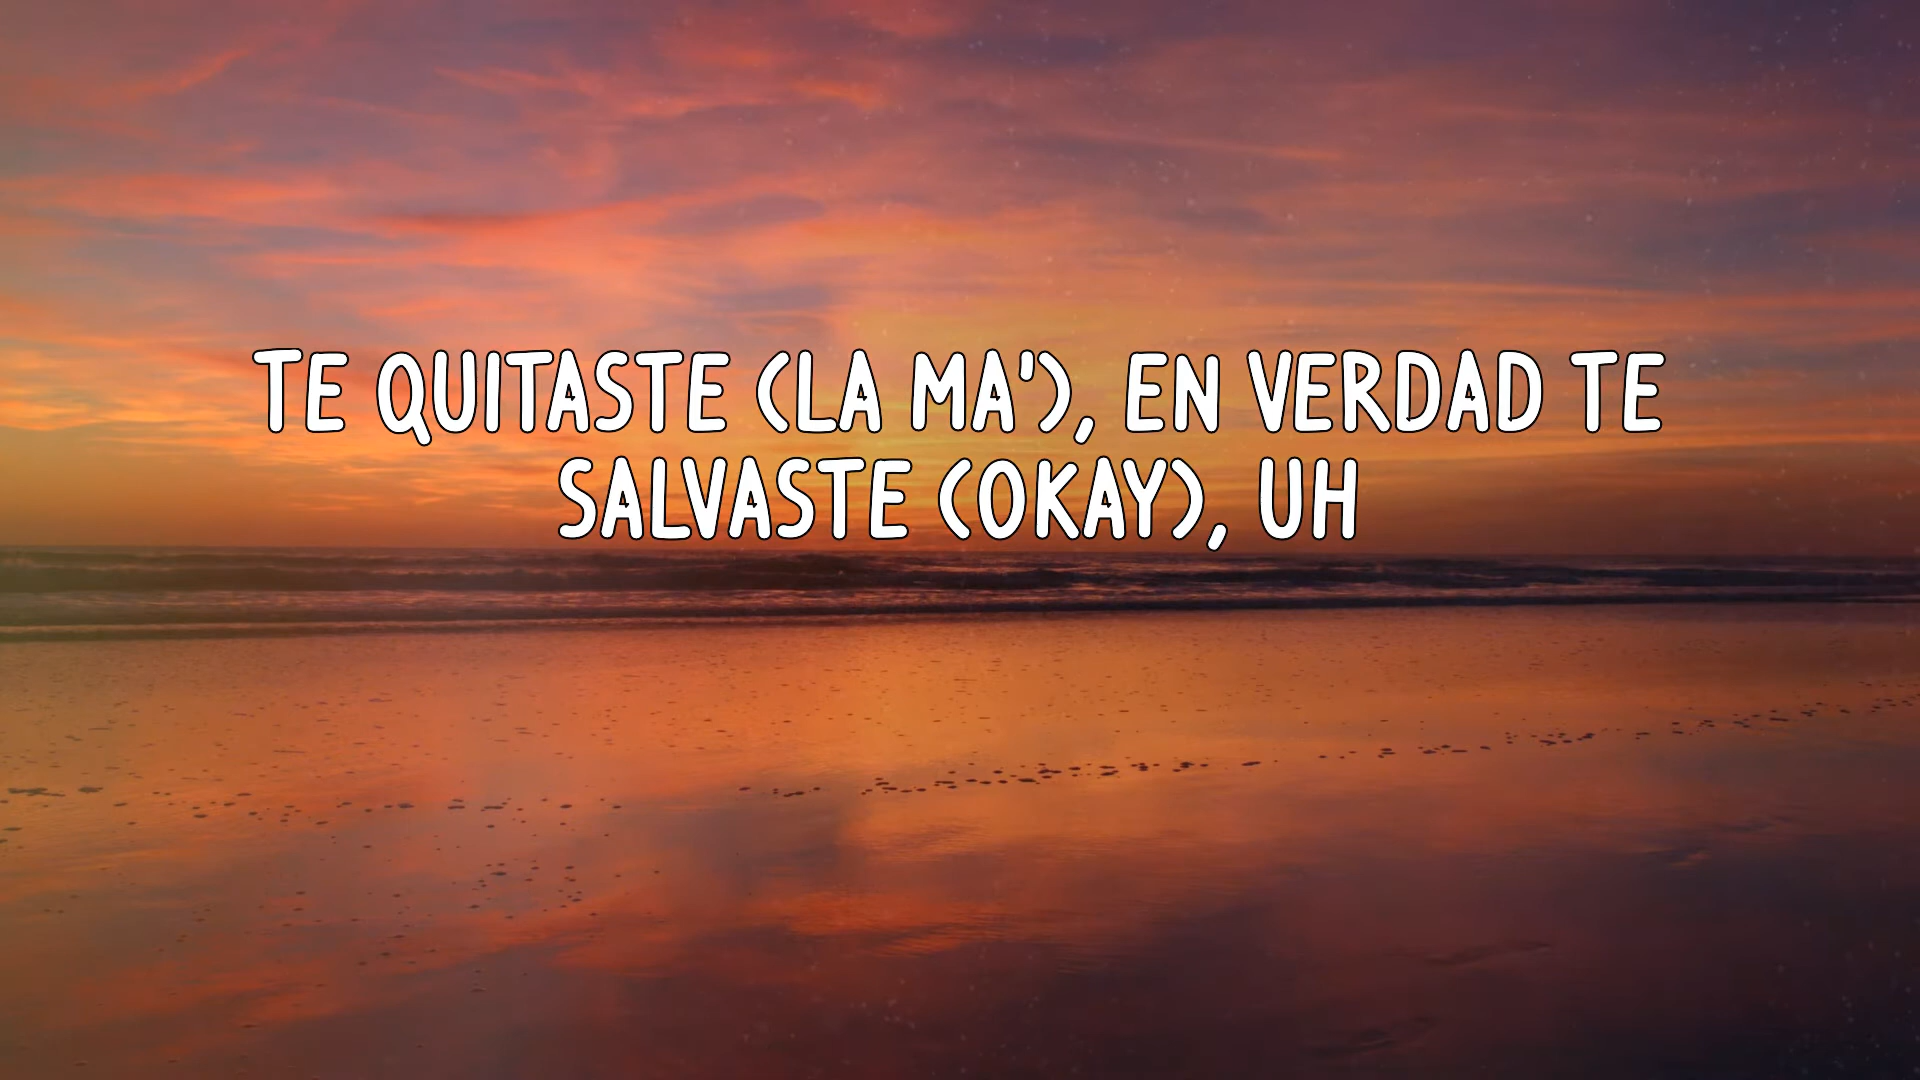 TE QUITASTE (LA MA'), EN VERDAD TE
SALVASTE (OKAY), UH